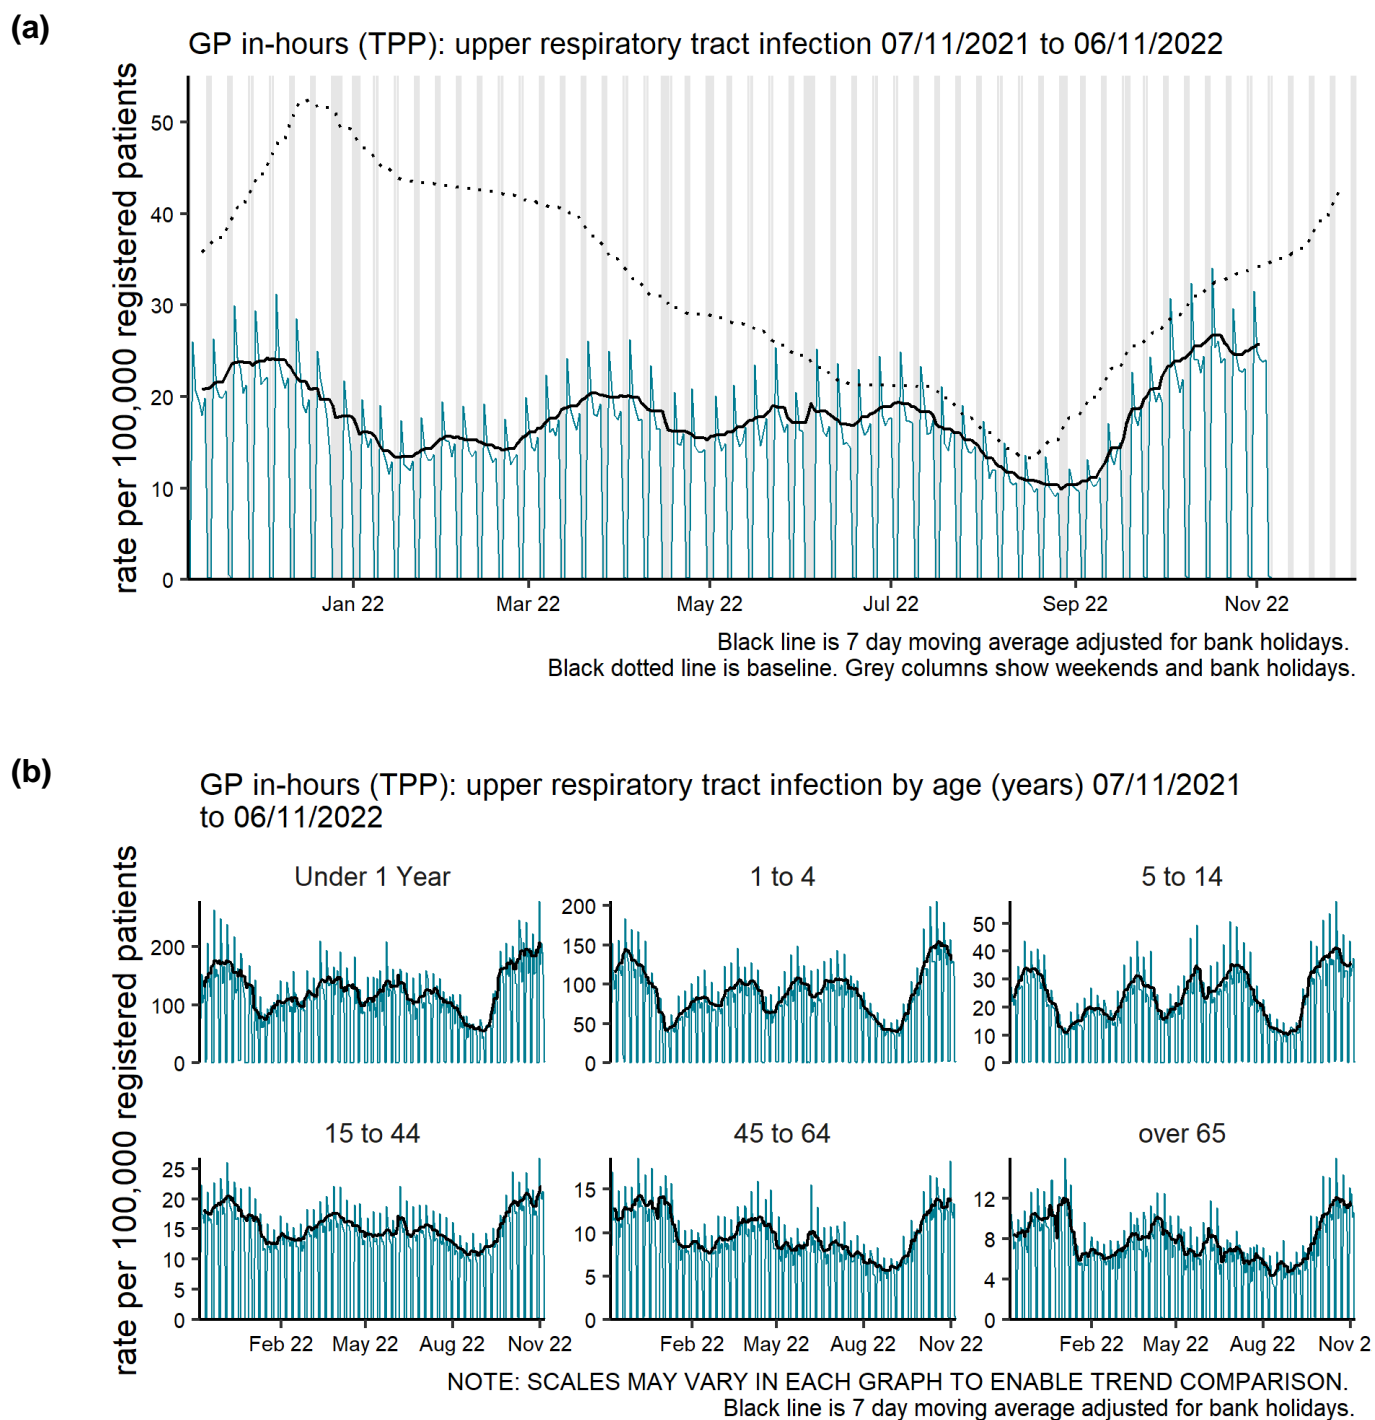 (a)
GP in-hours (TPP): upper respiratory tract infection 07/11/2021 to 06/11/2022
rate per 100,000 registered patients
50
40
30
20
10
0
Jan 22 Mar 22 May 22 Jul 22 Sep 22 Nov 22
Black line is 7 day moving average adjusted for bank holidays.
Black dotted line is baseline. Grey columns show weekends and bank holidays.
(b)
GP in-hours (TPP): upper respiratory tract infection by age (years) 07/11/2021
to 06/11/2022
rate per 100,000 registered patients
Under 1 Year
200
100
0
1 to 4
200
150
100
50
0
5 to 14
50
40
30
20
10
0
15 to 44
25
20
15
10
5
0
Feb 22 May 22 Aug 22 Nov 22
45 to 64
15
10
5
0
Feb 22 May 22 Aug 22 Nov 22
over 65
12
8
4
0
Feb 22 May 22 Aug 22 Nov 2
NOTE: SCALES MAY VARY IN EACH GRAPH TO ENABLE TREND COMPARISON.
Black line is 7 day moving average adjusted for bank holidays.